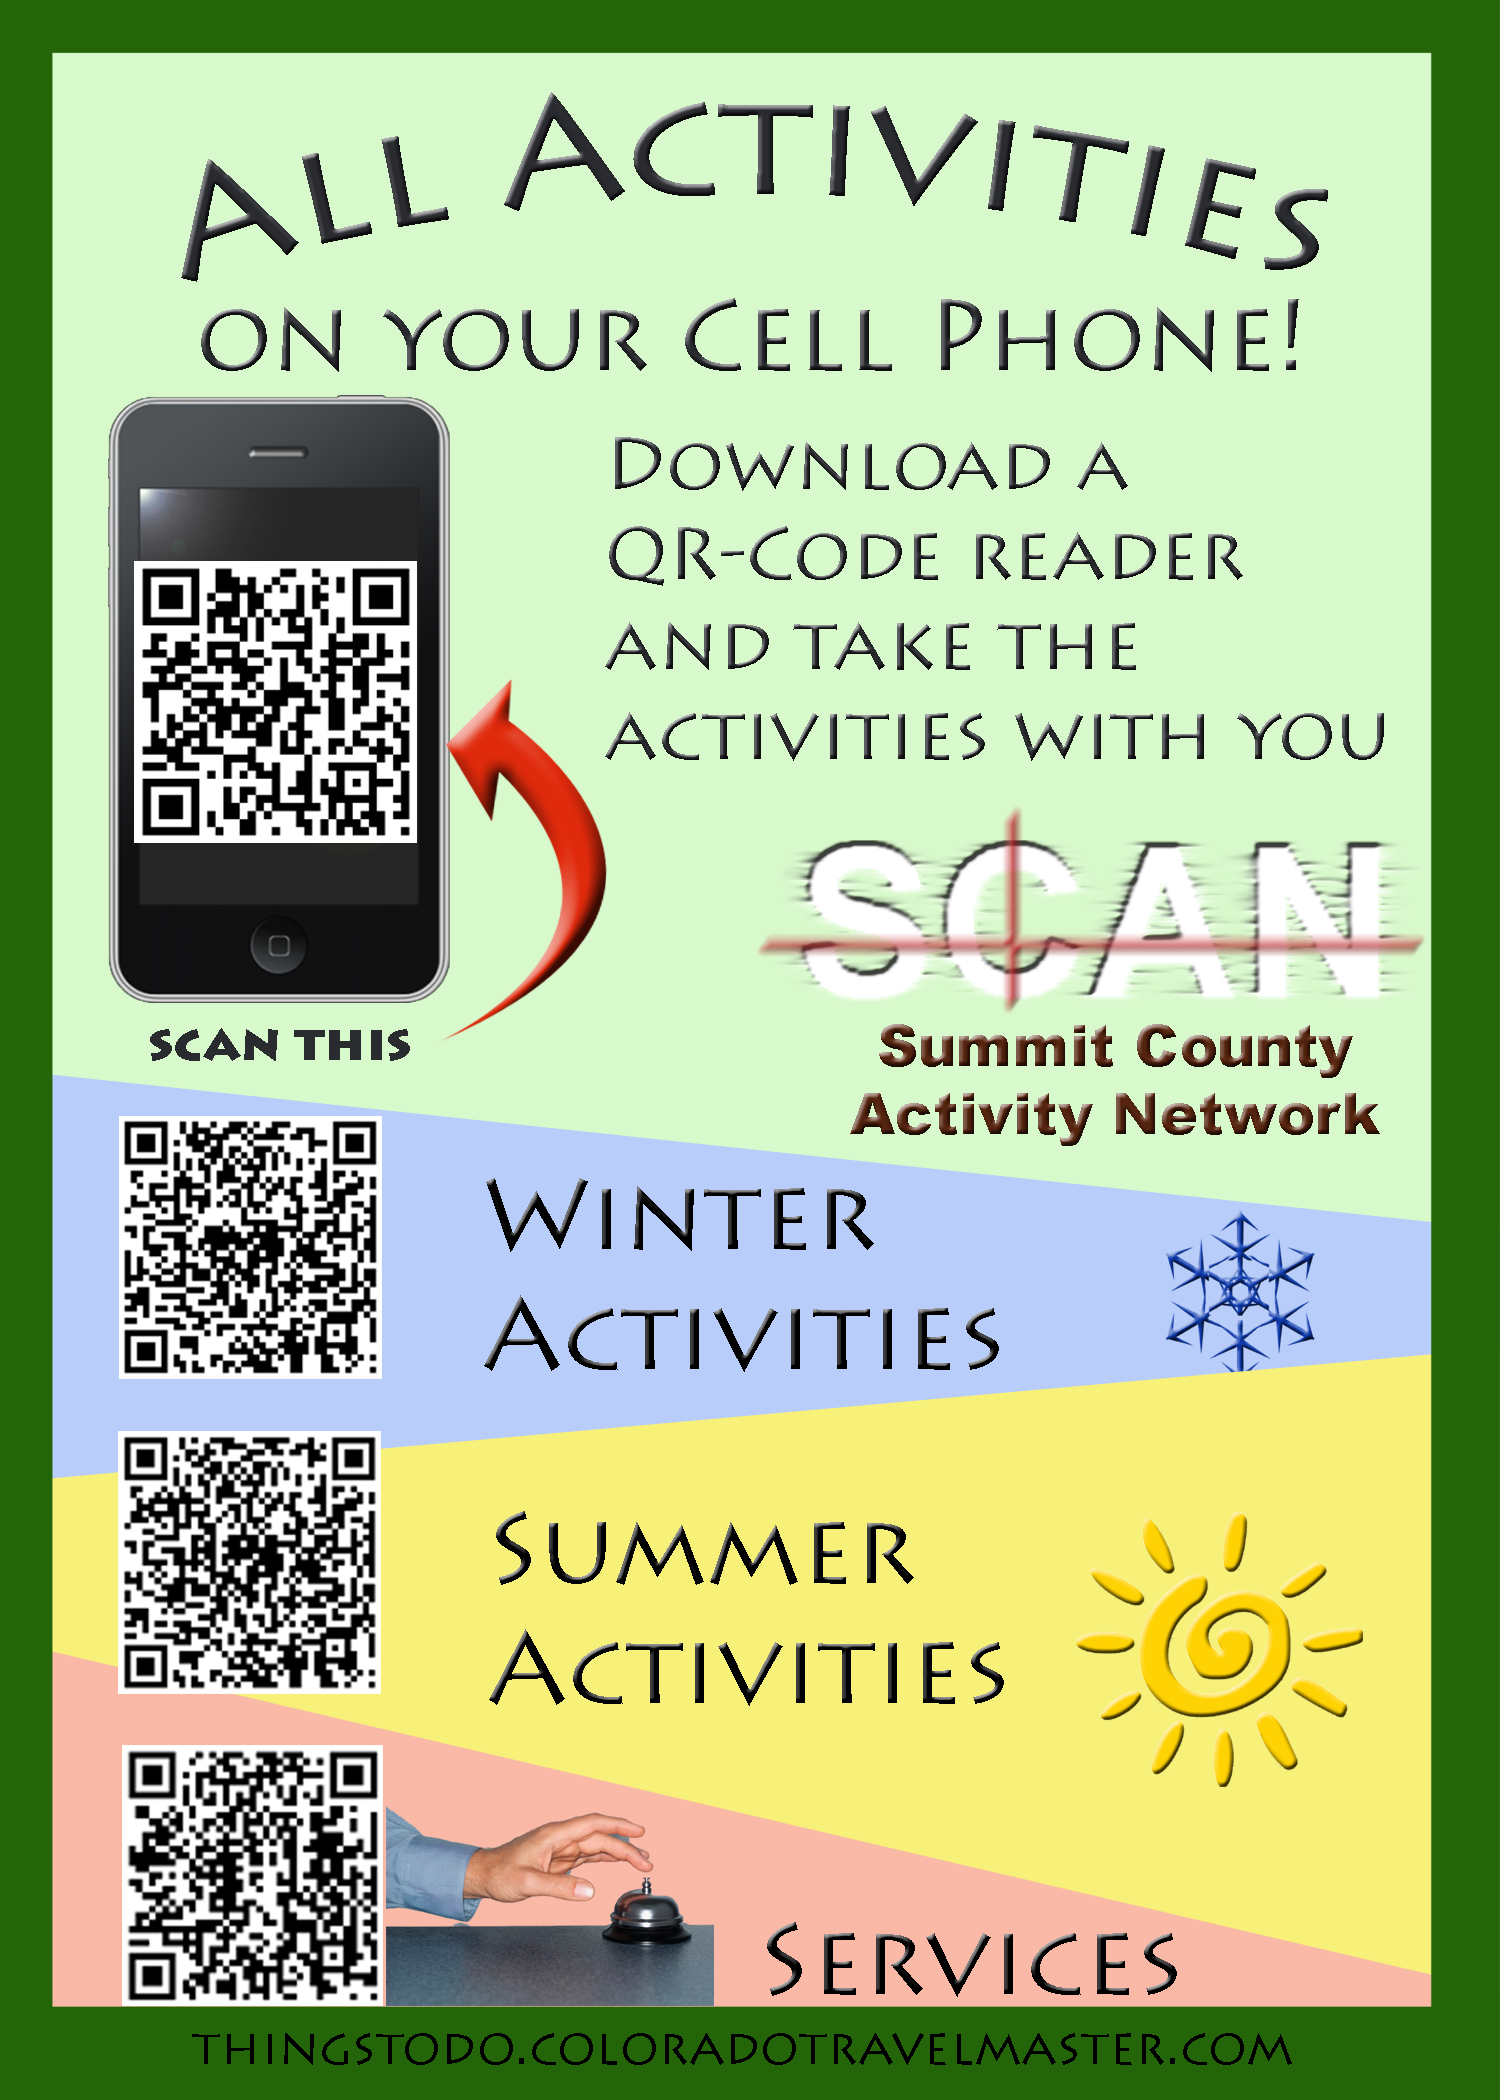 All Activities
on your Cell Phone!
Download a
QR-Code reader
and take the
activities with you
SCAN
Summit County
Activity Network
SCAN THIS
Winter
Activities
Summer
Activities
Services
thingstodo.coloradotravelmaster.com